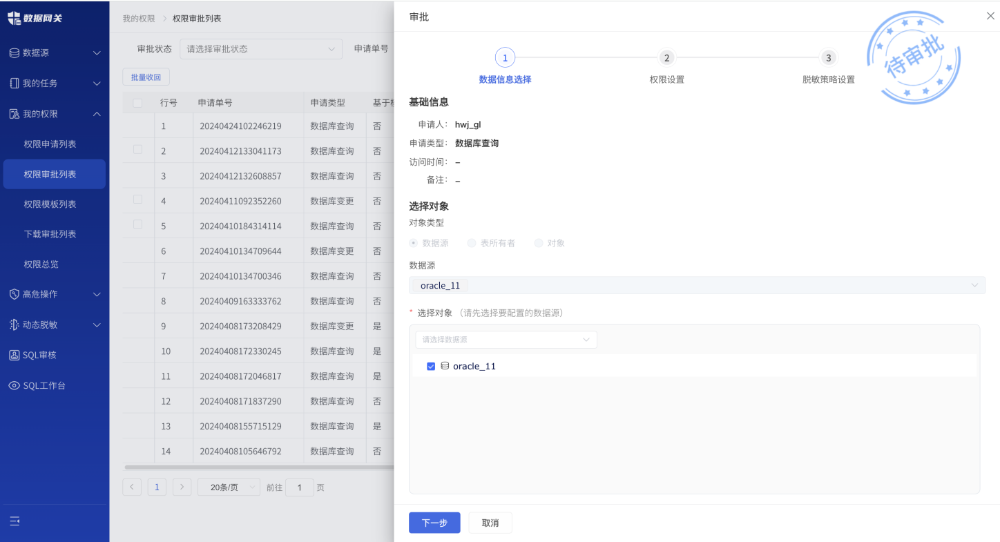 数据网关
数据源
我的任务
我的权限
权限申请列表
权限审批列表
权限模板列表
下载审批列表
权限总览
高危操作
动态脱敏
SQL审核
SQL工作台
我的权限 > 权限审批列表
审批状态 请选择审批状态 申请单号
批量收回
行号 申请单号 申请类型
1 20240424102246219 数据库查询 否
2 20240412133041173 数据库查询 否
3 20240412132608857 数据库查询 否
4 20240411092352260 数据库变更 否
5 20240410184314114 数据库查询 否
6 20240410134709644 数据库变更 否
7 20240410134700346 数据库查询 否
8 20240409163333762 数据库查询 否
9 20240408173208429 数据库变更 是
10 20240408172330245 数据库查询 是
11 20240408172046817 数据库查询 是
12 20240408171837290 数据库查询 否
13 20240408155715129 数据库查询 是
14 20240408105646792 数据库查询 否
< 1 > 20条/页 前往 1 页
审批
待审批
1 2 3
数据信息选择 权限设置 脱敏策略设置
基础信息
申请人: hwj_gl
申请类型: 数据库查询
访问时间: –
备注: –
选择对象
对象类型
数据源 表所有者 对象
数据源
oracle_11
* 选择对象 (请先选择要配置的数据源)
请选择数据源
oracle_11
下一步 取消